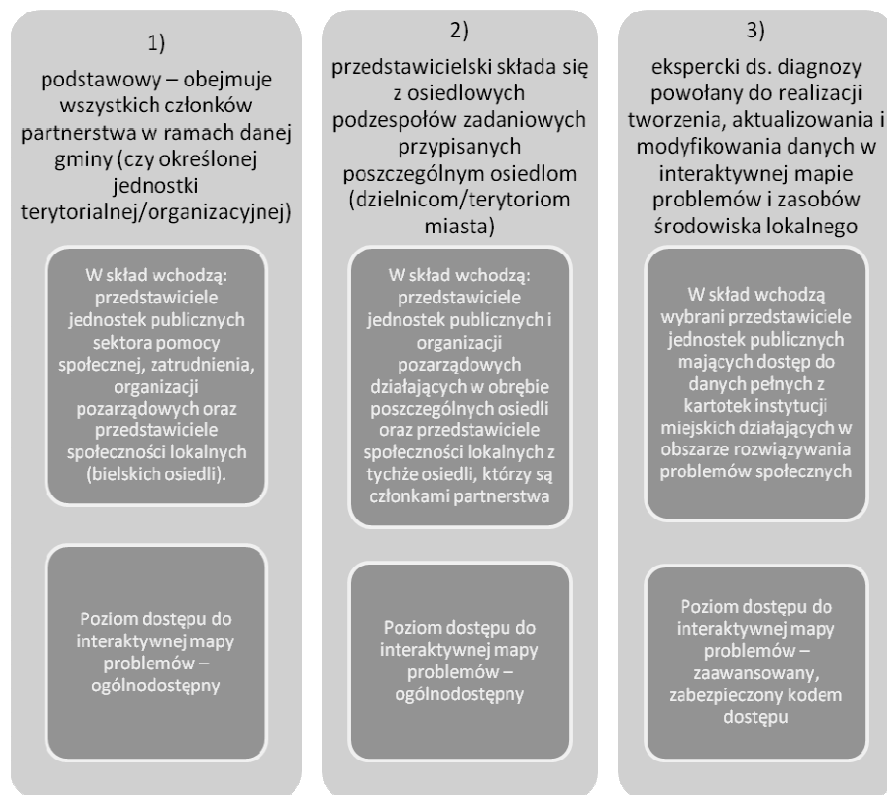 1)
podstawowy – obejmuje
wszystkich członków
partnerstwa w ramach danej
gminy (czy określonej
jednostki
terytorialnej/organizacyjnej)
W skład wchodzą:
przedstawiciele
jednostek publicznych
sektora pomocy
społecznej, zatrudnienia,
organizacji
pozarządowych oraz
przedstawiciele
społeczności lokalnych
(bielskich osiedli).
Poziom dostępu do
interaktywnej mapy
problemów –
ogólnodostępny
2)
przedstawicielski składa się
z osiedlowych
podzespołów zadaniowych
przypisanych
poszczególnym osiedlom
(dzielnicom/terytoriom
miasta)
W skład wchodzą:
przedstawiciele
jednostek publicznych i
organizacji
pozarządowych
działających w obrębie
poszczególnych osiedli
oraz przedstawiciele
społeczności lokalnych z
tychże osiedli, którzy są
członkami partnerstwa
Poziom dostępu do
interaktywnej mapy
problemów –
ogólnodostępny
3)
ekspercki ds. diagnozy
powołany do realizacji
tworzenia, aktualizowania i
modyfikowania danych w
interaktywnej mapie
problemów i zasobów
środowiska lokalnego
W skład wchodzą
wybrani przedstawiciele
jednostek publicznych
mających dostęp do
danych pełnych z
kartotek instytucji
miejskich działających w
obszarze rozwiązywania
problemów społecznych
Poziom dostępu do
interaktywnej mapy
problemów –
zaawansowany,
zabezpieczony kodem
dostępu